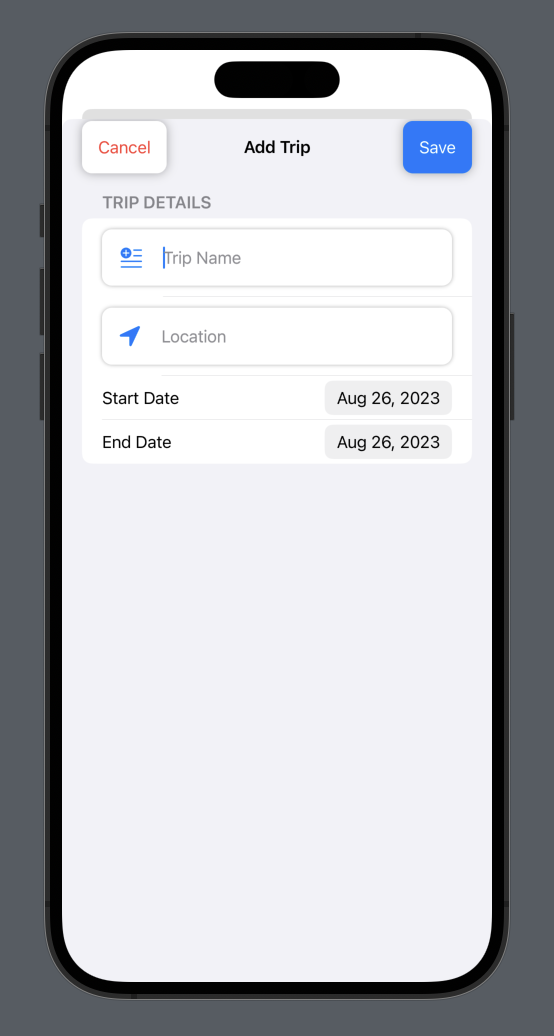 Cancel Add Trip Save
TRIP DETAILS
Trip Name
Location
Start Date Aug 26, 2023
End Date Aug 26, 2023